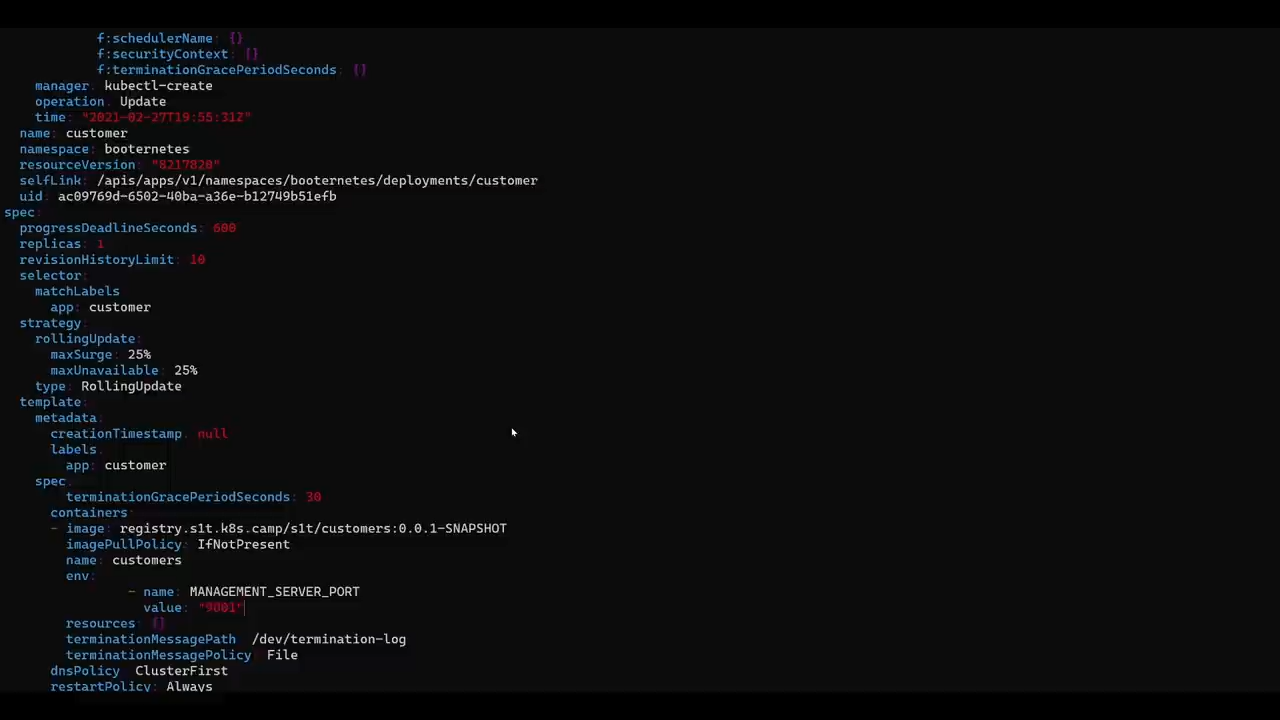 f:schedulerName: {}
f:securityContext: {}
f:terminationGracePeriodSeconds: {}
manager: kubectl-create
operation: Update
time: "2021-02-27T19:55:31Z"
name: customer
namespace: booternetes
resourceVersion: "8217820"
selfLink: /apis/apps/v1/namespaces/booternetes/deployments/customer
uid: ac09769d-6502-40ba-a36e-b12749b51efb
spec:
progressDeadlineSeconds: 600
replicas: 1
revisionHistoryLimit: 10
selector:
matchLabels
app: customer
strategy:
rollingUpdate:
maxSurge: 25%
maxUnavailable: 25%
type: RollingUpdate
template:
metadata:
creationTimestamp: null
labels:
app: customer
spec:
terminationGracePeriodSeconds: 30
containers:
- image: registry.s1t.k8s.camp/s1t/customers:0.0.1-SNAPSHOT
imagePullPolicy: IfNotPresent
name: customers
env:
- name: MANAGEMENT_SERVER_PORT
value: "9001"
resources: {}
terminationMessagePath /dev/termination-log
terminationMessagePolicy File
dnsPolicy ClusterFirst
restartPolicy: Always